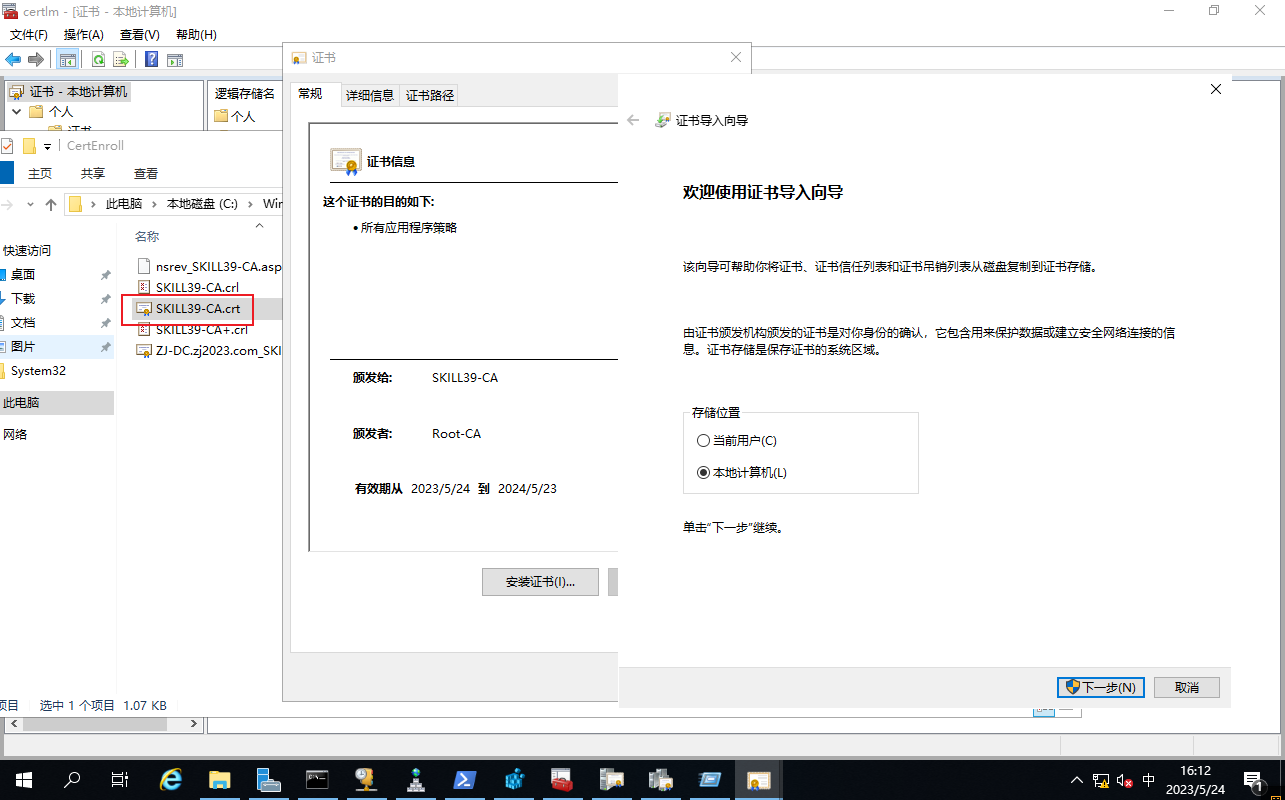 certlm - [证书 - 本地计算机]
文件(F) 操作(A) 查看(V) 帮助(H)
证书 - 本地计算机
个人
证书
逻辑存储名
个人
CertEnroll
主页 共享 查看
此电脑 本地磁盘 (C:) Win
快速访问
桌面
下载
文档
图片
System32
此电脑
网络
名称
nsrev_SKILL39-CA.asp
SKILL39-CA.crl
SKILL39-CA.crt
SKILL39-CA+.crl
ZJ-DC.zj2023.com_SKI
项目 选中 1 个项目 1.07 KB
证书
常规 详细信息 证书路径
证书信息
这个证书的目的如下:
• 所有应用程序策略
颁发给: SKILL39-CA
颁发者: Root-CA
有效期从 2023/5/24 到 2024/5/23
安装证书(I)...
证书导入向导
欢迎使用证书导入向导
该向导可帮助你将证书、证书信任列表和证书吊销列表从磁盘复制到证书存储。
由证书颁发机构颁发的证书是对你身份的确认，它包含用来保护数据或建立安全网络连接的信
息。证书存储是保存证书的系统区域。
存储位置
当前用户(C)
本地计算机(L)
单击“下一步”继续。
下一步(N) 取消
中
16:12
2023/5/24
1